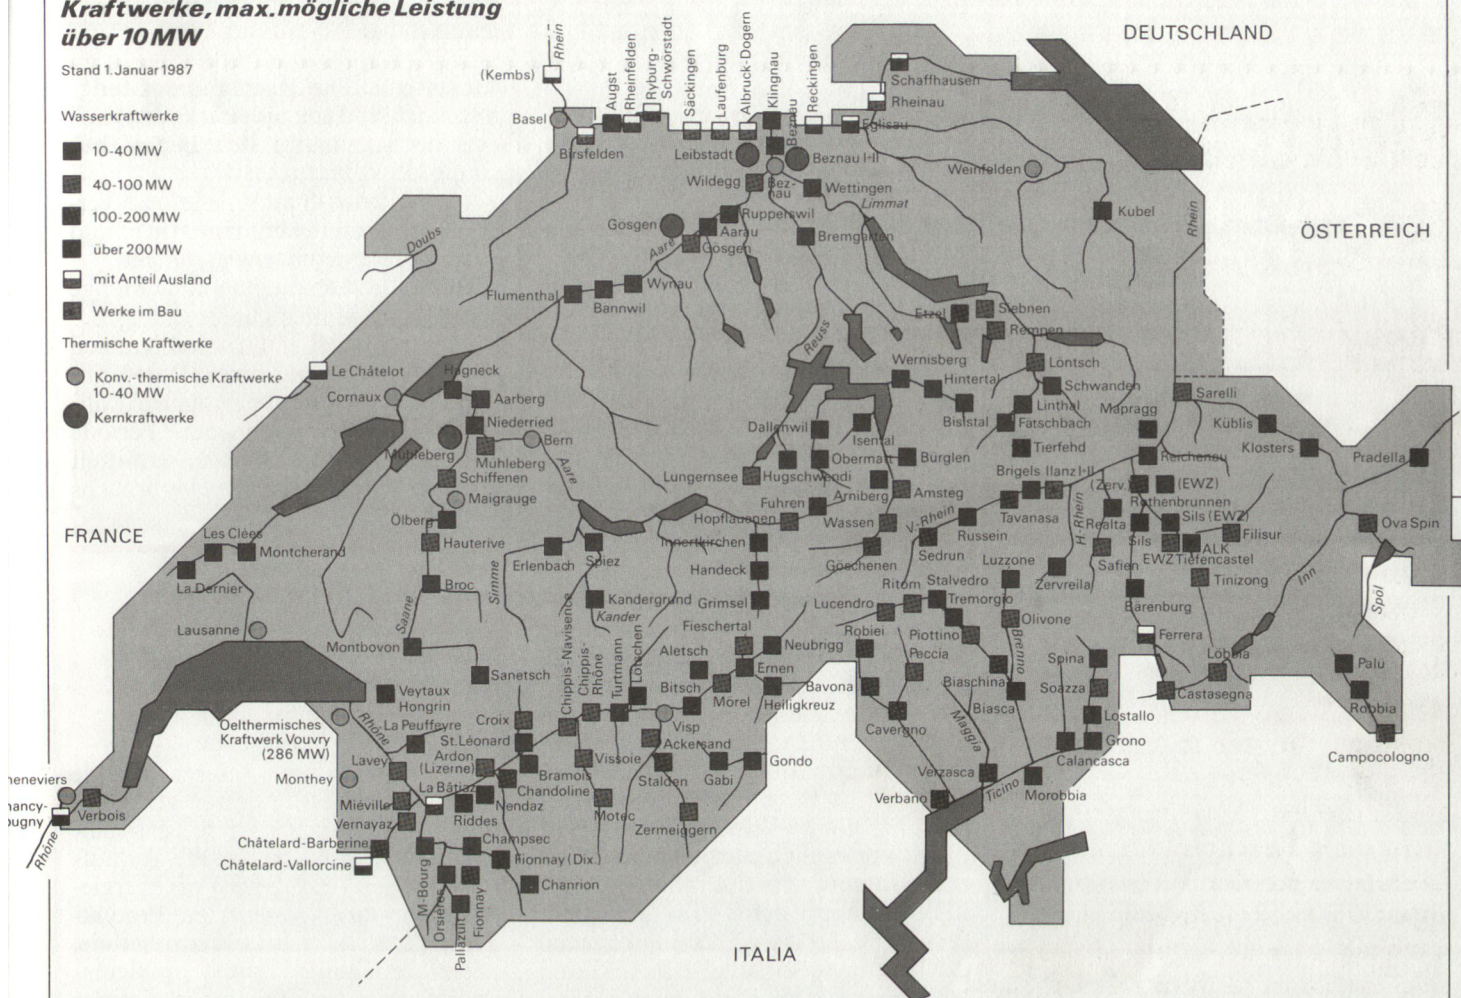 Kraftwerke, max. mögliche Leistung
über 10 MW
Stand 1. Januar 1987
Wasserkraftwerke
10-40 MW
40-100 MW
100-200 MW
über 200 MW
mit Anteil Ausland
Werke im Bau
Thermische Kraftwerke
Konv.-thermische Kraftwerke
10-40 MW
Kernkraftwerke
DEUTSCHLAND
ÖSTERREICH
FRANCE
ITALIA
Rhein
(Kembs)
Basel
Birsfelden
Augst
Rheinfelden
Ryburg-
Schwörstadt
Säckingen
Laufenburg
Albruck-Dogern
Klingnau
Beznau
Reckingen
Eglisau
Rheinau
Schaffhausen
Leibstadt
Beznau I-II
Bez-
nau
Wildegg
Wettingen
Limmat
Weinfelden
Kubel
Rhein
Doubs
Gösgen
Rupperswil
Aarau
Gösgen
Aare
Bremgarten
Flumenthal
Bannwil
Wynau
Reuss
Etzel
Siebnen
Rempen
Le Châtelot
Cornaux
Hagneck
Aarberg
Niederried
Mühleberg
Mühleberg
Bern
Aare
Schiffenen
Maigrauge
Ölberg
Hauterive
Broc
Saane
Simme
Montbovon
Sanetsch
Erlenbach
Spiez
Kandergrund
Kander
Wernisberg
Hintertal
Bisistal
Löntsch
Schwanden
Linthal
Fatschbach
Tierfehd
Mapragg
Sarelli
Küblis
Klosters
Pradella
Dallenwil
Isental
Obermatt
Bürglen
Lungernsee
Hugschwendi
Arniberg
Amsteg
Fuhren
Hopflauenen
Wassen
Göschenen
Innertkirchen
Handeck
Grimsel
Brigels
Ilanz I-II
Tavanasa
Russein
Sedrun
V-Rhein
H-Rhein
Reichenau
(Zerv.)
(EWZ)
Rothenbrunnen
Realta
Sils (EWZ)
Sils
Filisur
ALK
EWZ
Tiefencastel
Safien
Tinizong
Zervreila
Bärenburg
Ferrera
Löbbia
Castasegna
Ova Spin
Inn
Spöl
Palü
Robbia
Campocologno
Les Clées
Montcherand
La Dernier
Lausanne
Veytaux
Hongrin
Rhône
Oelthermisches
Kraftwerk Vouvry
(286 MW)
La Peuffeyre
Lavey
Monthey
Miéville
Vernayaz
Châtelard-Barberine
Châtelard-Vallorcine
Croix
St. Léonard
Ardon
(Lizerne)
La Bâtiaz
Riddes
Nendaz
Bramois
Chandoline
Champsec
Fionnay (Dix.)
Chanrion
M-Bourg
Orsières
Pallazuit
Fionnay
Verbois
Rhône
Chippis-Navisence
Chippis-
Rhône
Turtmann
Lötschen
Vissoie
Motec
Visp
Ackersand
Stalden
Zermeiggern
Fieschertal
Aletsch
Bitsch
Mörel
Ernen
Neubrigg
Heiligkreuz
Gabi
Gondo
Lucendro
Ritom
Stalvedro
Tremorgio
Piottino
Robiei
Peccia
Bavona
Cavergno
Biaschina
Biasca
Luzzone
Olivone
Brenno
Maggia
Verzasca
Verbano
Ticino
Morobbia
Spina
Soazza
Lostallo
Grono
Calancasca